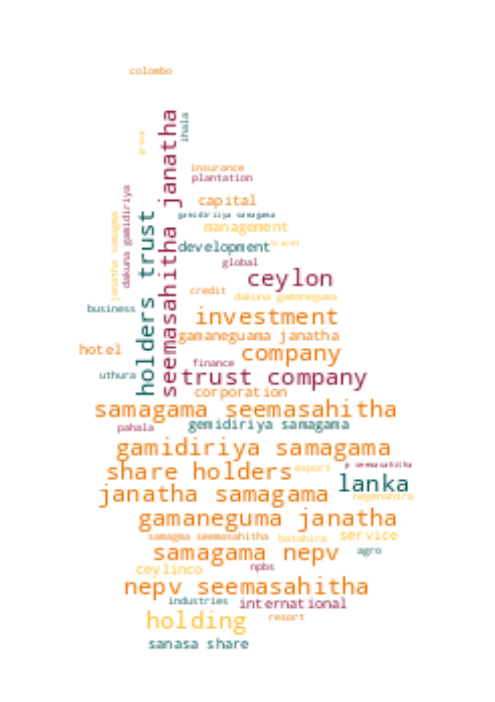 colombo
seemasahitha janatha
ihala
group
insurance
plantation
dakuna gamidiriya
capital
janatha samagma
holders trust
gamidiriiya samagama
management
development
travel
global
ceylon
credit
dakuna gamaneguma
business
investment
gamaneguama janatha
hotel
company
finance
uthura
trust company
corporation
samagama seemasahitha
pahala
gemidiriya samagama
gamidiriya samagama
share holders
export
p seemasahitha
lanka
janatha samagama
negenahira
gamaneguma janatha
samagma seemasahitha
batahira
service
samagama nepv
agro
ceylinco
npbs
nepv seemasahitha
industries
international
holding
resort
sanasa share